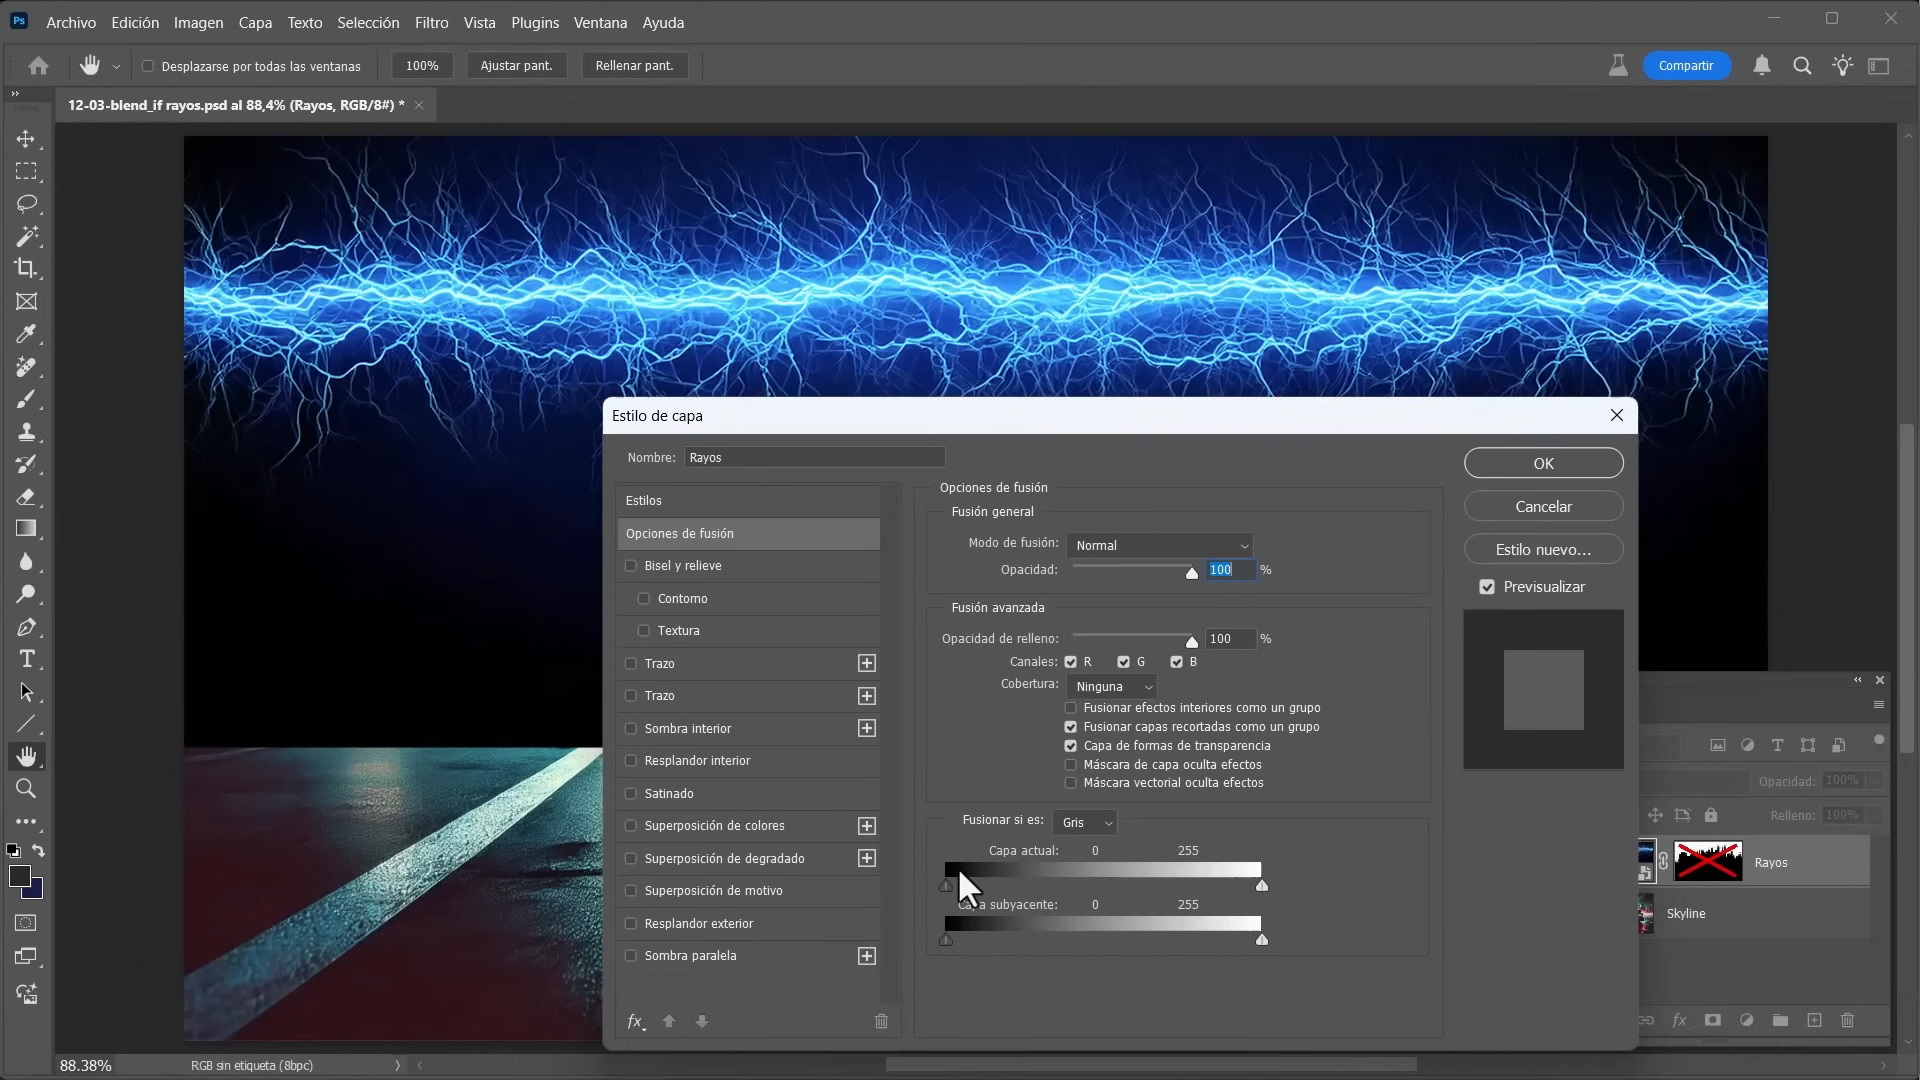 Ps Archivo Edición Imagen Capa Texto Selección Filtro Vista Plugins Ventana Ayuda
Desplazarse por todas las ventanas 100% Ajustar pant. Rellenar pant. Compartir
12-03-blend_if rayos.psd al 88,4% (Rayos, RGB/8#) *
Estilo de capa
Nombre: Rayos
OK
Cancelar
Estilo nuevo...
Previsualizar
Estilos
Opciones de fusión
Bisel y relieve
Contorno
Textura
Trazo
Trazo
Sombra interior
Resplandor interior
Satinado
Superposición de colores
Superposición de degradado
Superposición de motivo
Resplandor exterior
Sombra paralela
fx
Opciones de fusión
Fusión general
Modo de fusión: Normal
Opacidad: 100 %
Fusión avanzada
Opacidad de relleno: 100 %
Canales: R G B
Cobertura: Ninguna
Fusionar efectos interiores como un grupo
Fusionar capas recortadas como un grupo
Capa de formas de transparencia
Máscara de capa oculta efectos
Máscara vectorial oculta efectos
Fusionar si es: Gris
Capa actual: 0 255
subyacente: 0 255
Opacidad: 100%
Relleno: 100%
Rayos
Skyline
fx
88.38% RGB sin etiqueta (8bpc)